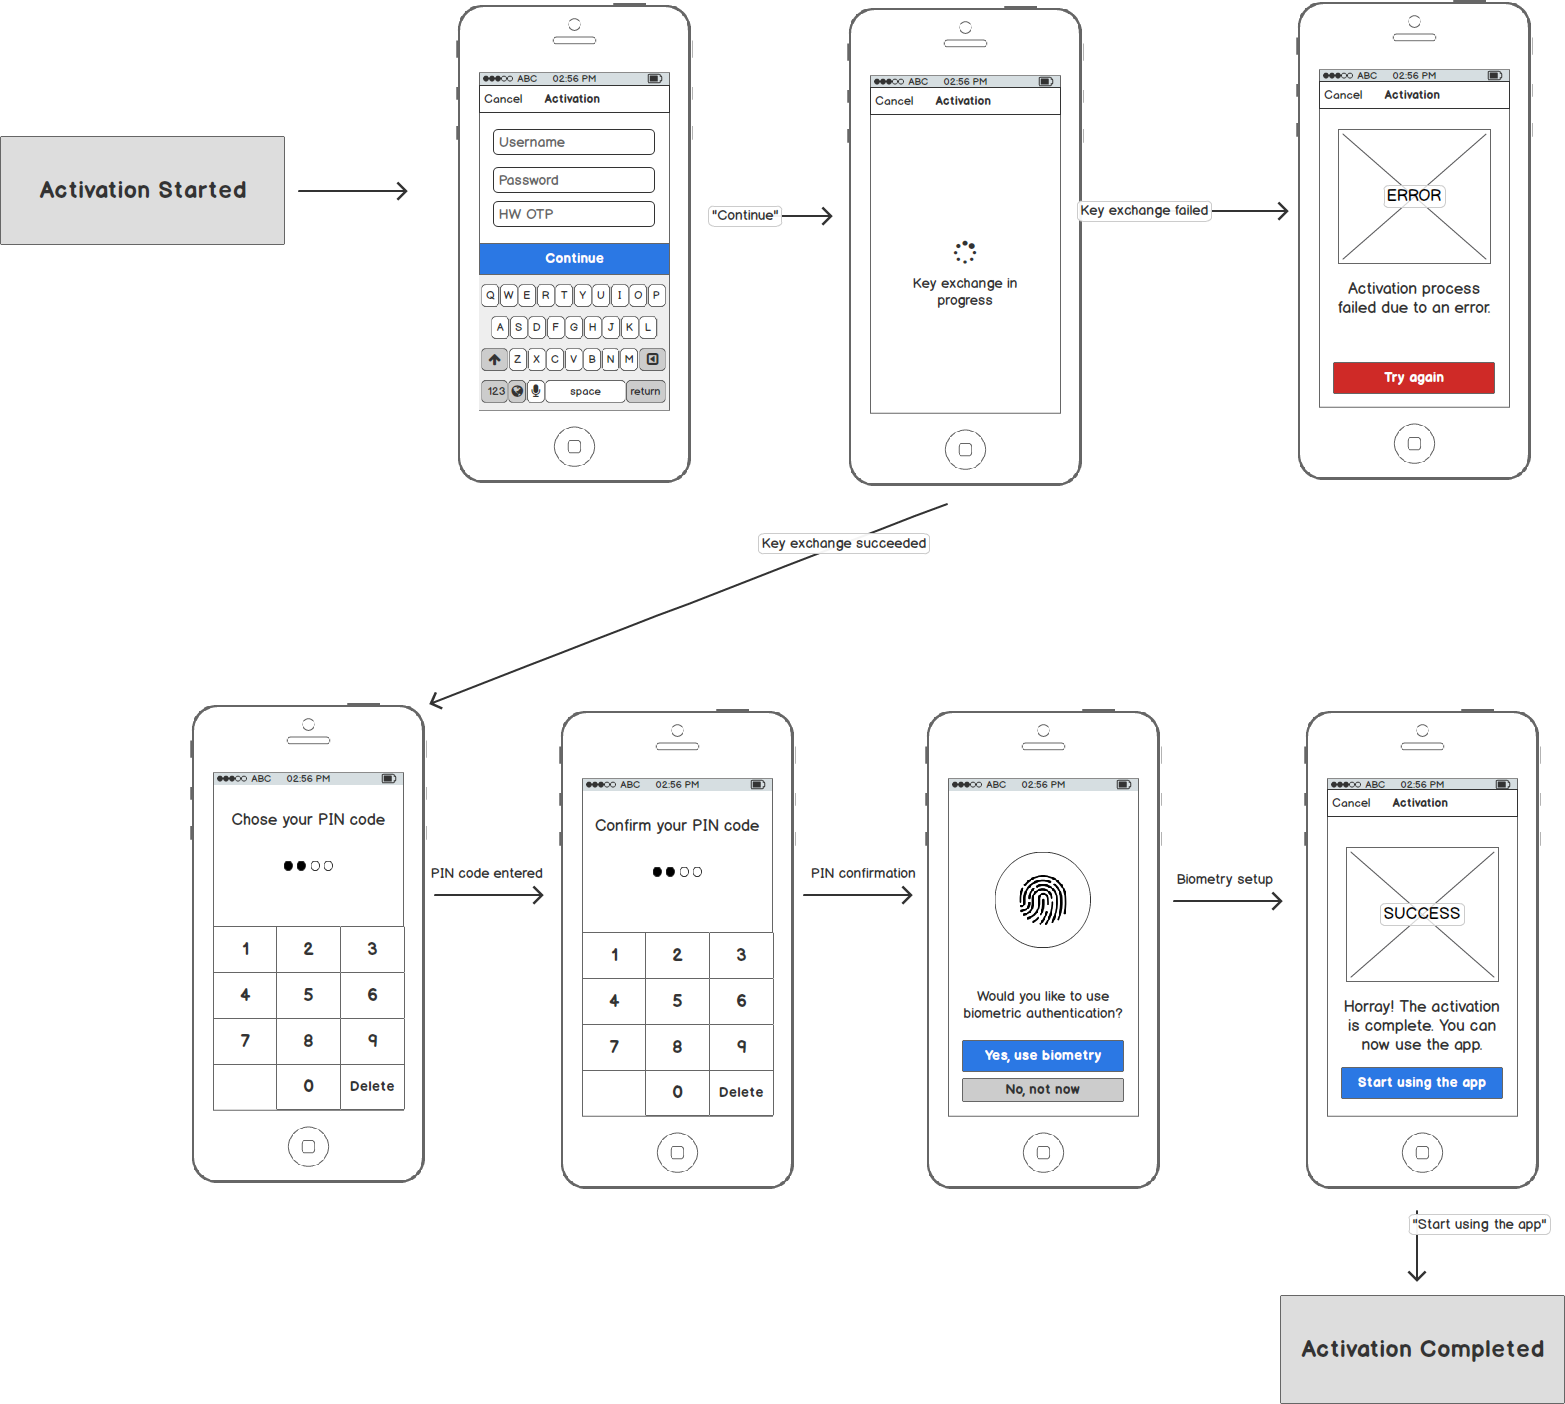 Activation Started
ABC 02:56 PM
Cancel Activation
Username
Password
HW OTP
Continue
Q W E R T Y U I O P
A S D F G H J K L
Z X C V B N M
123 space return
"Continue"
ABC 02:56 PM
Cancel Activation
Key exchange in
progress
Key exchange failed
ABC 02:56 PM
Cancel Activation
ERROR
Activation process
failed due to an error.
Try again
Key exchange succeeded
ABC 02:56 PM
Chose your PIN code
1 2 3
4 5 6
7 8 9
0 Delete
PIN code entered
ABC 02:56 PM
Confirm your PIN code
1 2 3
4 5 6
7 8 9
0 Delete
PIN confirmation
ABC 02:56 PM
Would you like to use
biometric authentication?
Yes, use biometry
No, not now
Biometry setup
ABC 02:56 PM
Cancel Activation
SUCCESS
Horray! The activation
is complete. You can
now use the app.
Start using the app
"Start using the app"
Activation Completed